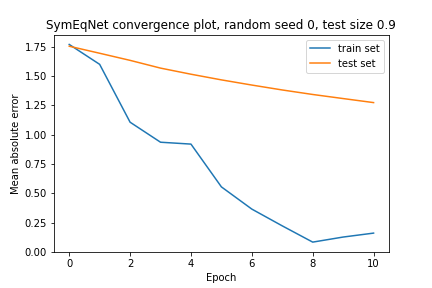 SymEqNet convergence plot, random seed 0, test size 0.9
train set
test set
Mean absolute error
1.75
1.50
1.25
1.00
0.75
0.50
0.25
0.00
0 2 4 6 8 10
Epoch